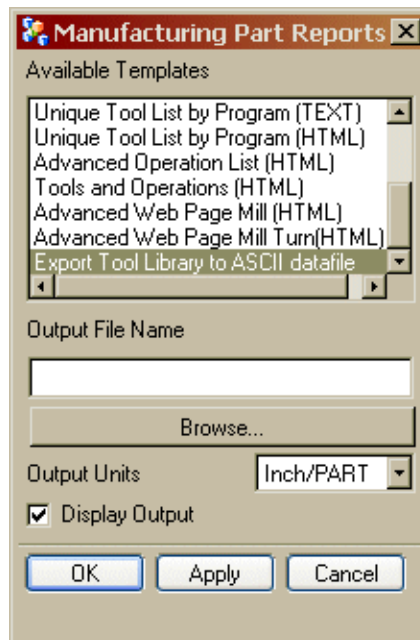 Manufacturing Part Reports
Available Templates
Unique Tool List by Program (TEXT)
Unique Tool List by Program (HTML)
Advanced Operation List (HTML)
Tools and Operations (HTML)
Advanced Web Page Mill (HTML)
Advanced Web Page Mill Turn(HTML)
Export Tool Library to ASCII datafile
Output File Name
Browse...
Output Units Inch/PART
Display Output
OK Apply Cancel